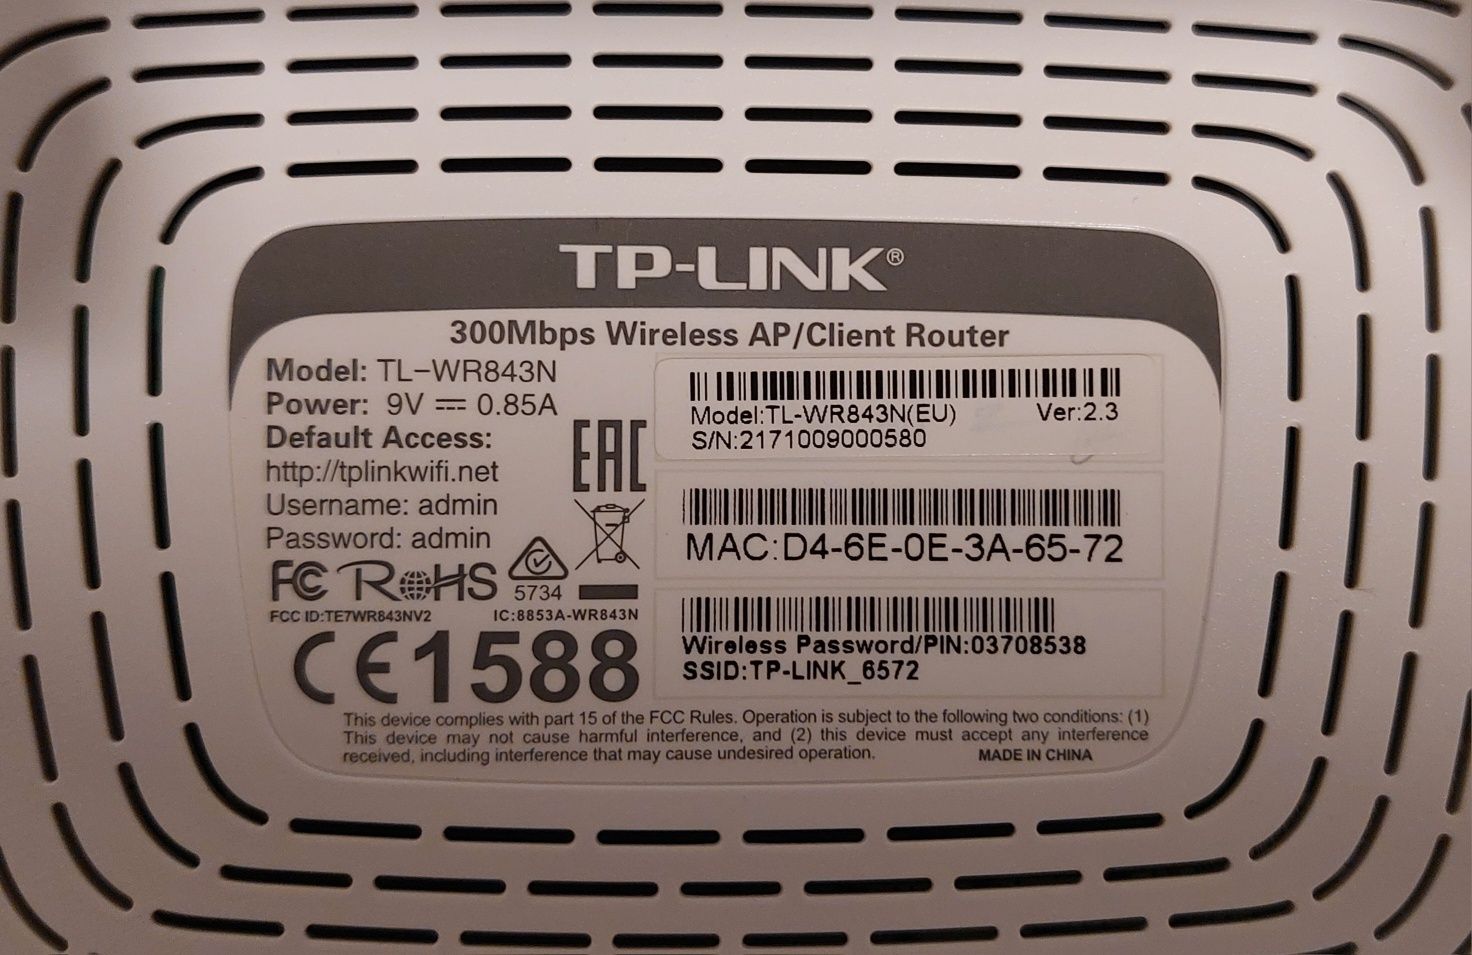 TP-LINK®
300Mbps Wireless AP/Client Router
Model: TL-WR843N
Power: 9V ⎓ 0.85A
Default Access:
http://tplinkwifi.net
Username: admin
Password: admin
EAC
FC RoHS
5734
FCC ID:TE7WR843NV2 IC:8853A-WR843N
CE1588
Model:TL-WR843N(EU) Ver:2.3
S/N:2171009000580
MAC:D4-6E-0E-3A-65-72
Wireless Password/PIN:03708538
SSID:TP-LINK_6572
This device complies with part 15 of the FCC Rules. Operation is subject to the following two conditions: (1)
This device may not cause harmful interference, and (2) this device must accept any interference
received, including interference that may cause undesired operation. MADE IN CHINA